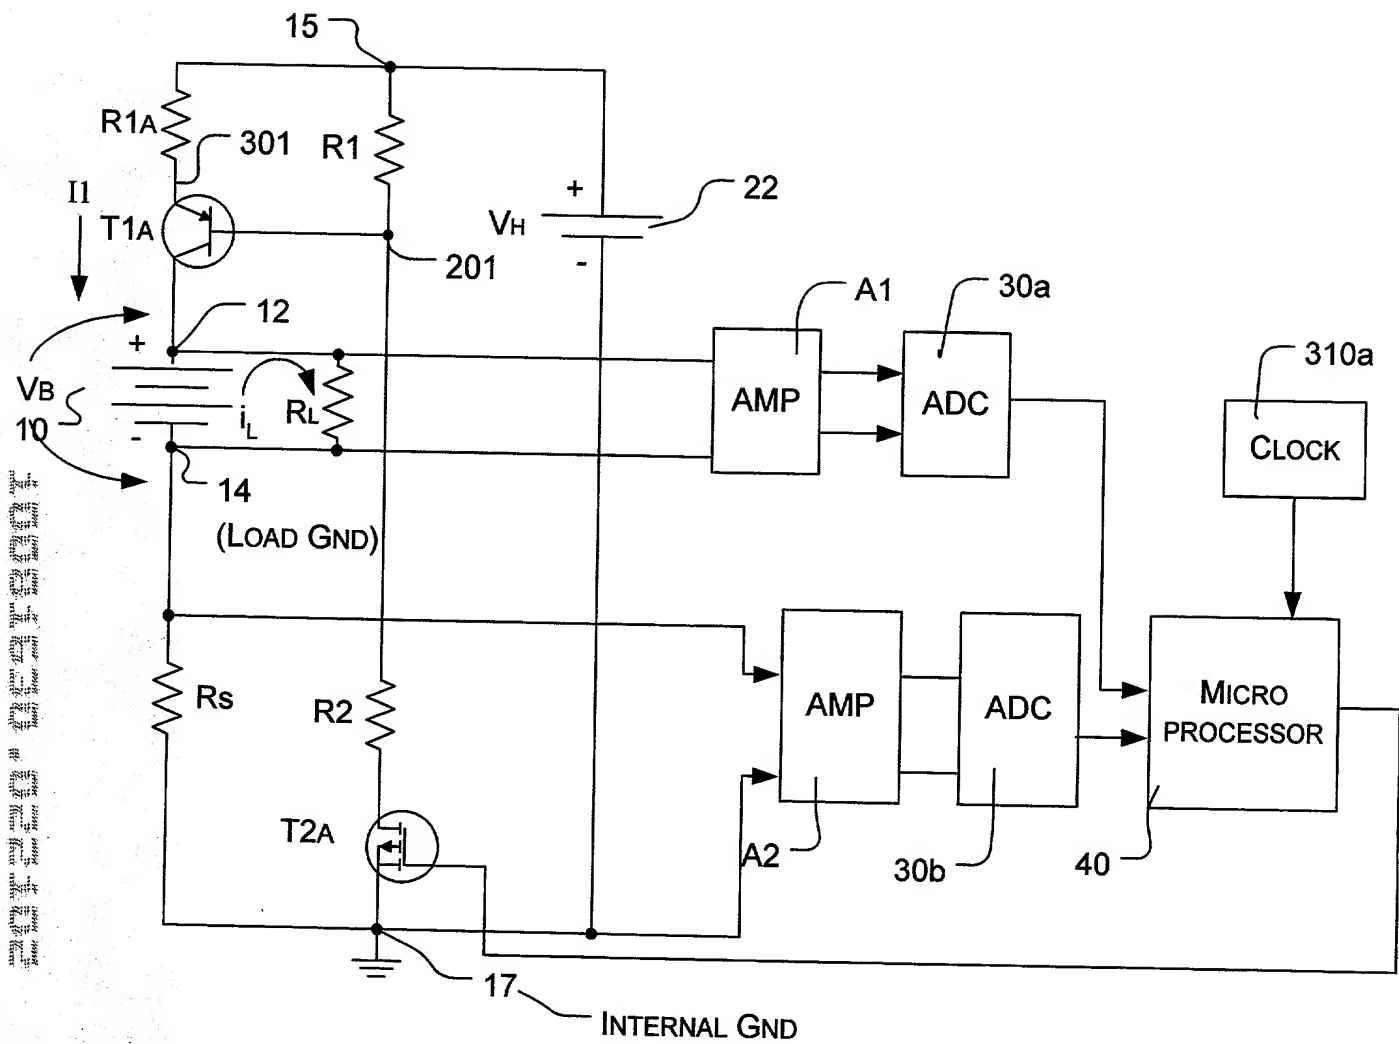 15
R1A
301
R1
I1
T1A
+
22
VH
-
201
A1
30a
12
310a
+
VB
10
iL
RL
AMP
ADC
CLOCK
-
14
(LOAD GND)
Rs
R2
AMP
ADC
MICRO
PROCESSOR
T2A
A2
30b
40
17
INTERNAL GND